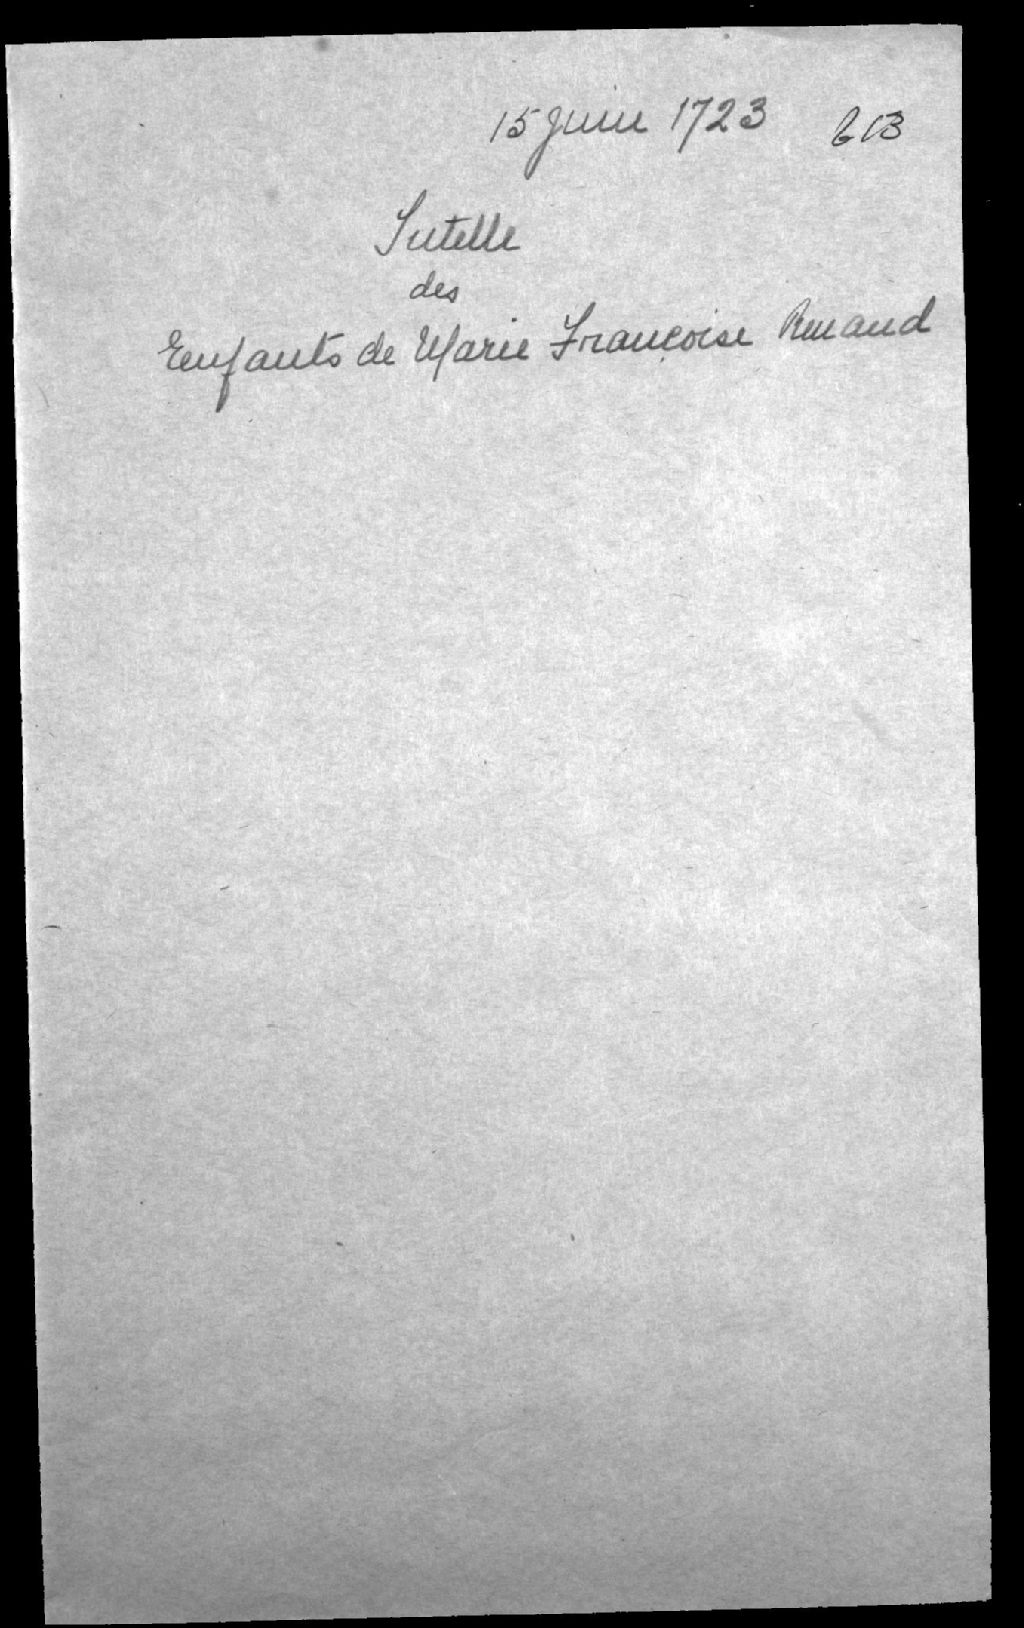 15 Juin 1723 613
Tutelle
des
Enfants de Marie Françoise Renaud